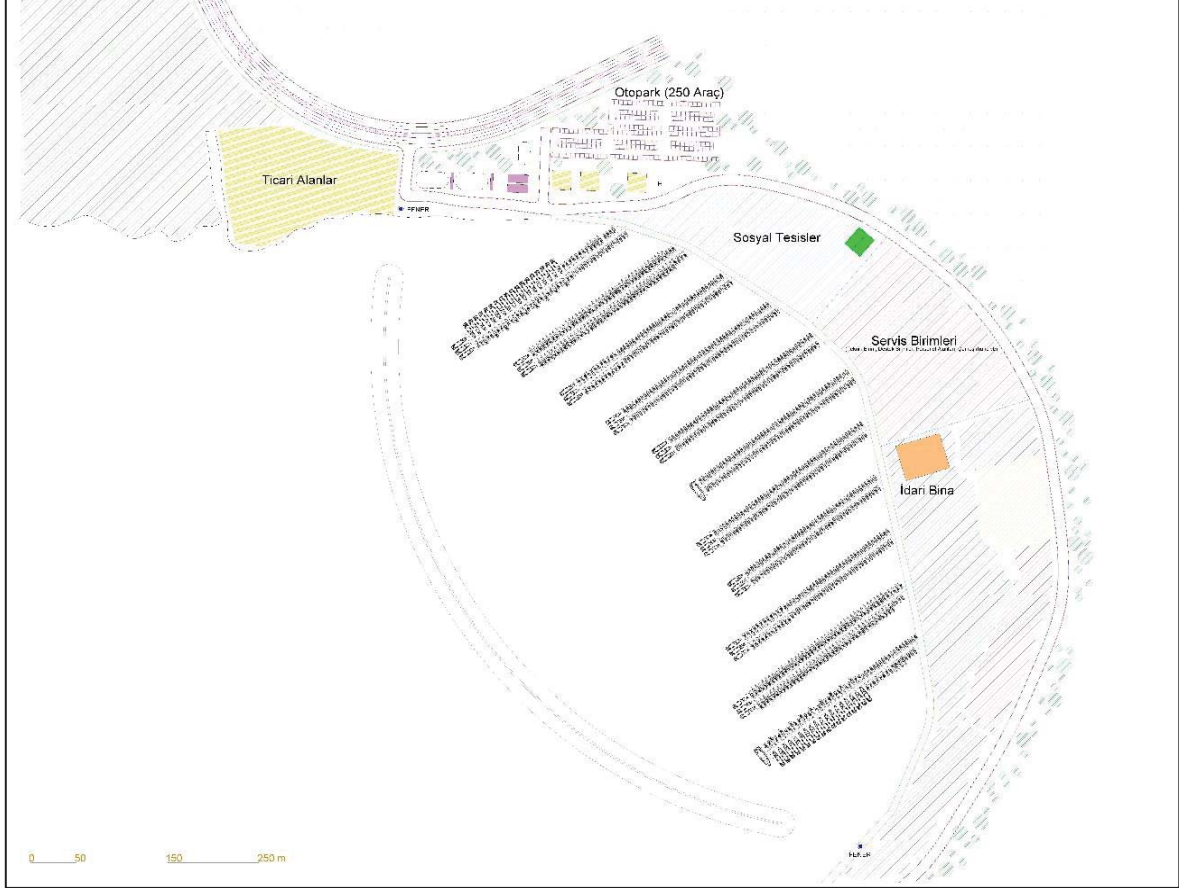 Otopark (250 Araç)
Ticari Alanlar
H
FENER
Sosyal Tesisler
Servis Birimleri
İdari Bina
FENER
0 50 150 250 m